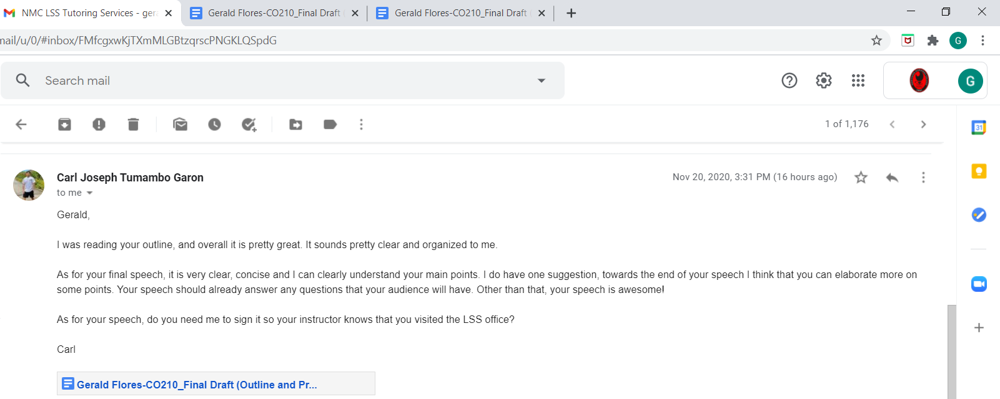 NMC LSS Tutoring Services - gera
Gerald Flores-CO210_Final Draft (
Gerald Flores-CO210_Final Draft (
mail/u/0/#inbox/FMfcgxwKjTXmMLGBtzqrscPNGKLQSpdG
G
Search mail
G
1 of 1,176
31
Carl Joseph Tumambo Garon
Nov 20, 2020, 3:31 PM (16 hours ago)
to me
Gerald,
I was reading your outline, and overall it is pretty great. It sounds pretty clear and organized to me.
As for your final speech, it is very clear, concise and I can clearly understand your main points. I do have one suggestion, towards the end of your speech I think that you can elaborate more on
some points. Your speech should already answer any questions that your audience will have. Other than that, your speech is awesome!
As for your speech, do you need me to sign it so your instructor knows that you visited the LSS office?
Carl
Gerald Flores-CO210_Final Draft (Outline and Pr...